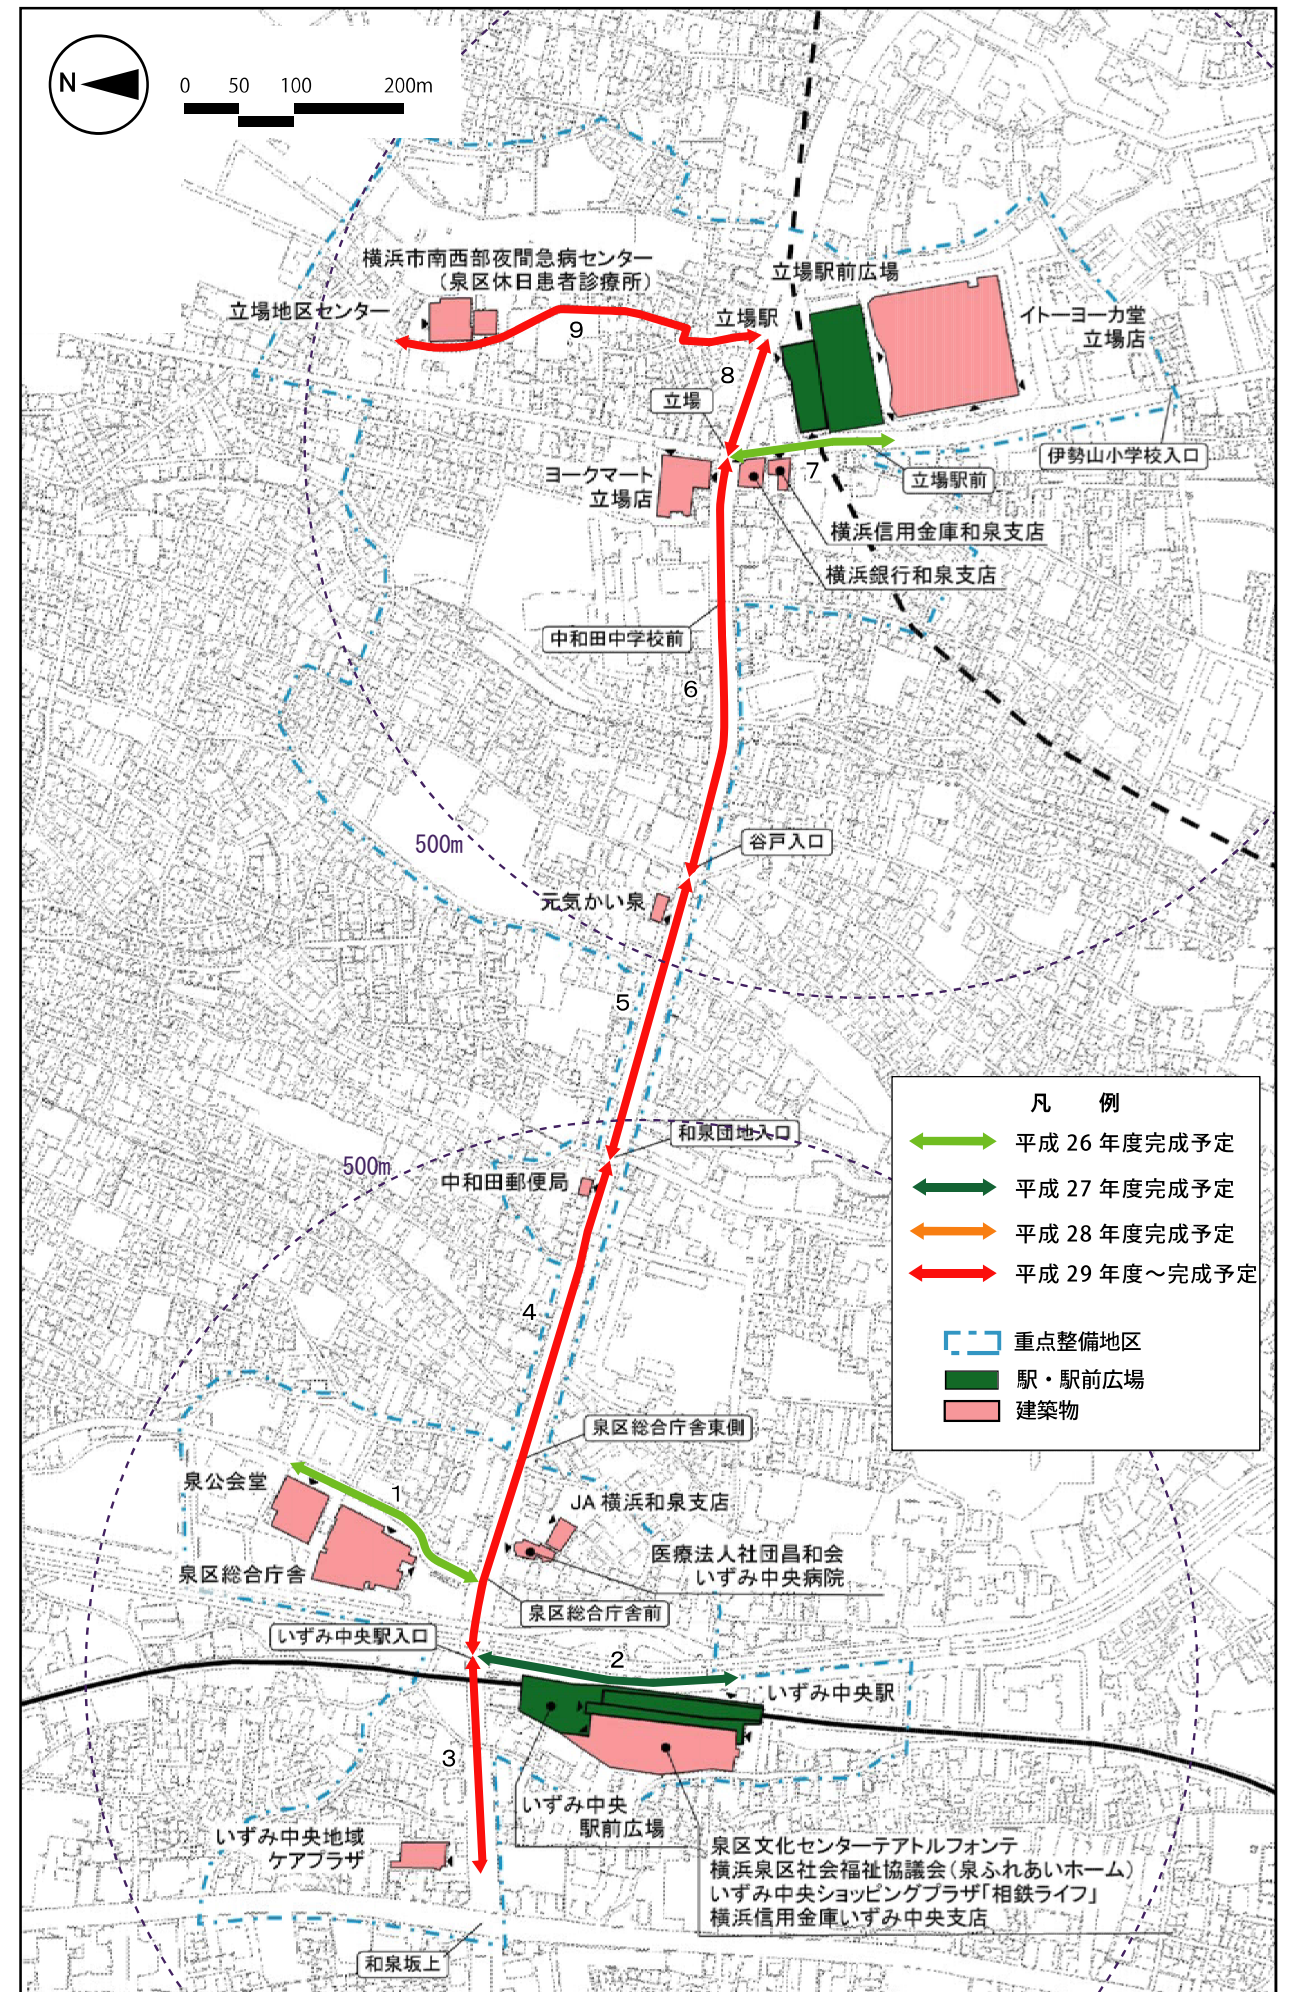 N
0 50 100 200m
横浜市南西部夜間急病センター
（泉区休日患者診療所）
立場地区センター
9
立場駅
立場駅前広場
イトーヨーカ堂
立場店
8
立場
伊勢山小学校入口
ヨークマート
立場店
7
立場駅前
横浜信用金庫和泉支店
横浜銀行和泉支店
中和田中学校前
6
谷戸入口
500m
元気かい泉
5
和泉団地入口
500m
中和田郵便局
4
凡 例
平成 26 年度完成予定
平成 27 年度完成予定
平成 28 年度完成予定
平成 29 年度～完成予定
重点整備地区
駅・駅前広場
建築物
泉区総合庁舎東側
泉公会堂
1
JA 横浜和泉支店
泉区総合庁舎
医療法人社団昌和会
いずみ中央病院
泉区総合庁舎前
いずみ中央駅入口
2
いずみ中央駅
3
いずみ中央
駅前広場
いずみ中央地域
ケアプラザ
泉区文化センターテアトルフォンテ
横浜泉区社会福祉協議会（泉ふれあいホーム）
いずみ中央ショッピングプラザ「相鉄ライフ」
横浜信用金庫いずみ中央支店
和泉坂上